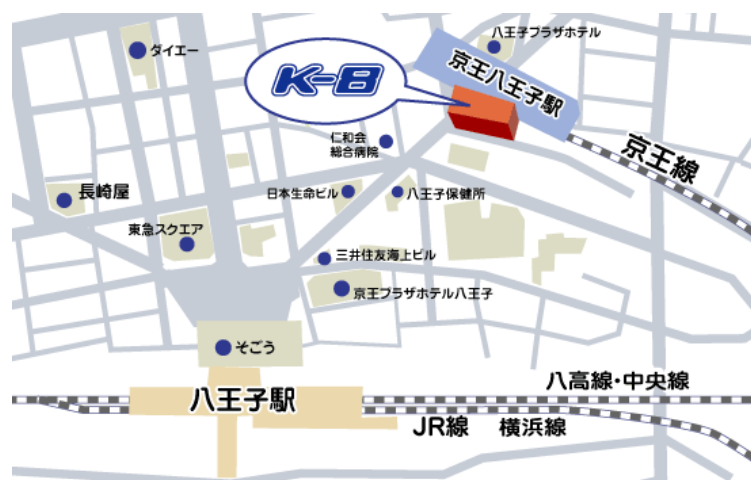 八王子プラザホテル
ダイエー
京王八王子駅
K-8
仁和会
総合病院
京王線
長崎屋
日本生命ビル
八王子保健所
東急スクエア
三井住友海上ビル
京王プラザホテル八王子
そごう
八高線・中央線
八王子駅
JR線 横浜線